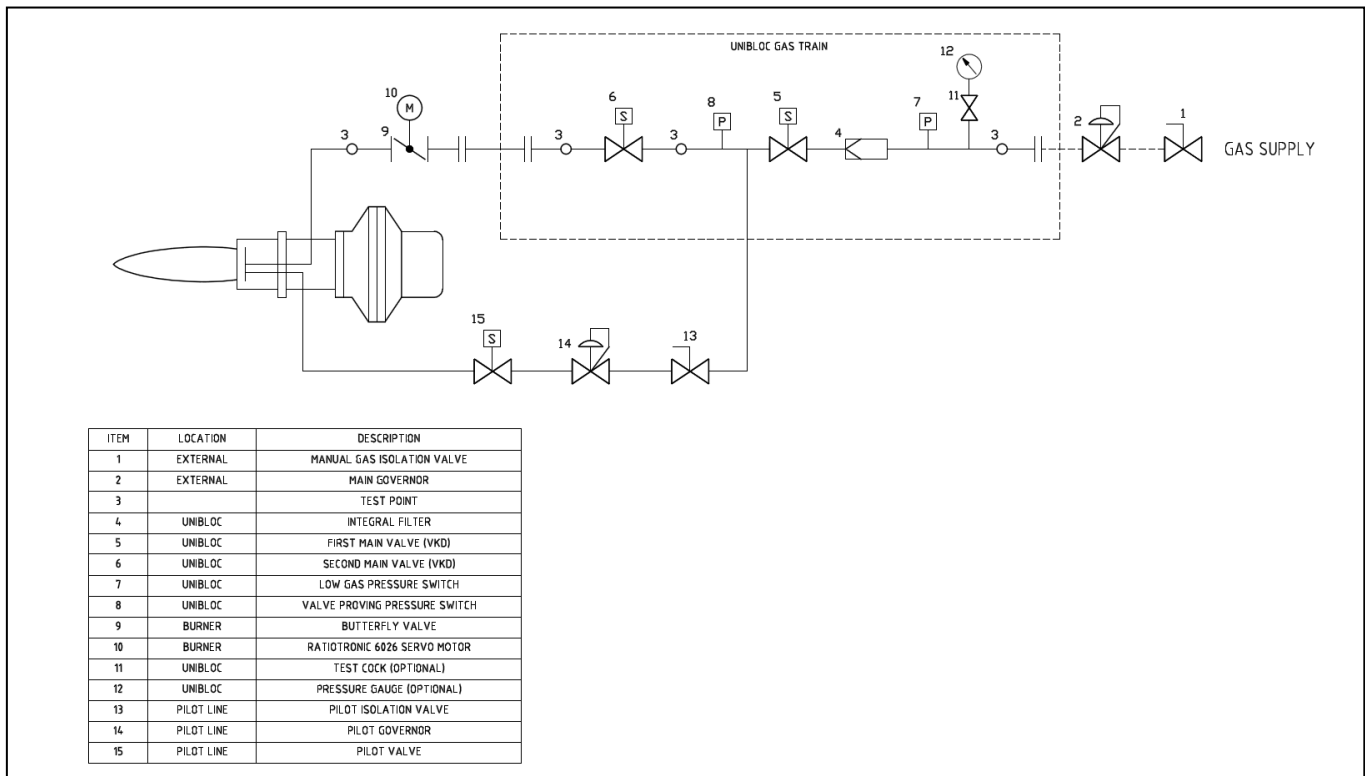 UNIBLOC GAS TRAIN
12
10
6
8
5
7
11
2
1
M
S
P
S
P
3
9
3
3
4
3
GAS SUPPLY
15
14
13
S
ITEM LOCATION DESCRIPTION
1 EXTERNAL MANUAL GAS ISOLATION VALVE
2 EXTERNAL MAIN GOVERNOR
3 TEST POINT
4 UNIBLOC INTEGRAL FILTER
5 UNIBLOC FIRST MAIN VALVE (VKD)
6 UNIBLOC SECOND MAIN VALVE (VKD)
7 UNIBLOC LOW GAS PRESSURE SWITCH
8 UNIBLOC VALVE PROVING PRESSURE SWITCH
9 BURNER BUTTERFLY VALVE
10 BURNER RATIOTRONIC 6026 SERVO MOTOR
11 UNIBLOC TEST COCK (OPTIONAL)
12 UNIBLOC PRESSURE GAUGE (OPTIONAL)
13 PILOT LINE PILOT ISOLATION VALVE
14 PILOT LINE PILOT GOVERNOR
15 PILOT LINE PILOT VALVE